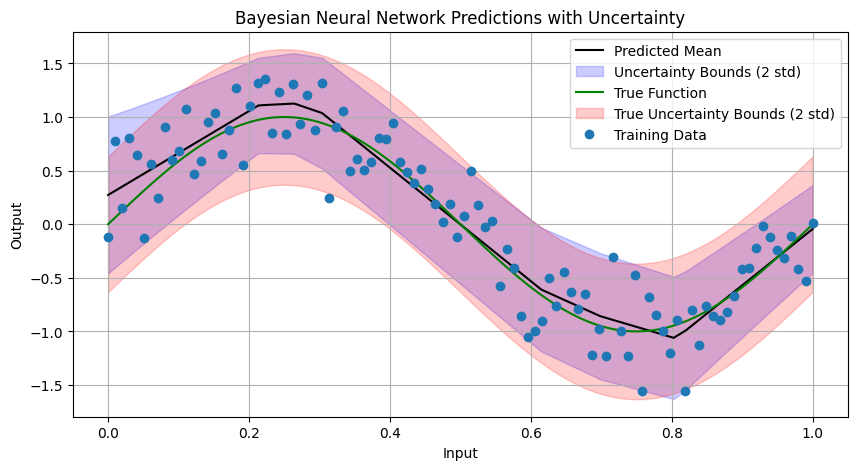 Bayesian Neural Network Predictions with Uncertainty
Predicted Mean
Uncertainty Bounds (2 std)
True Function
True Uncertainty Bounds (2 std)
Training Data
Output
1.5
1.0
0.5
0.0
−0.5
−1.0
−1.5
0.0
0.2
0.4
0.6
0.8
1.0
Input